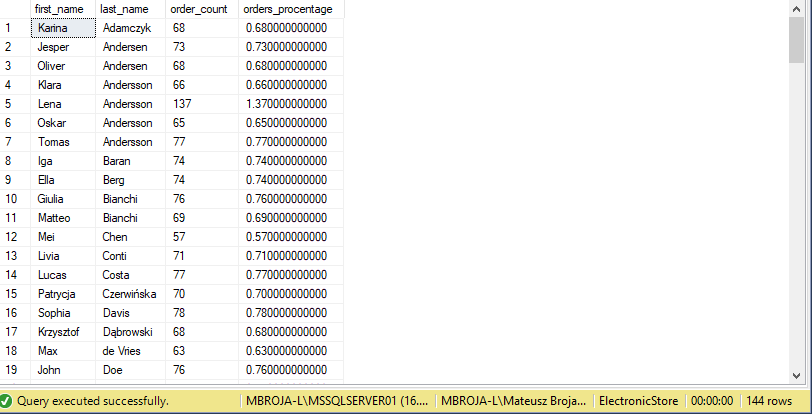 first_name last_name order_count orders_procentage
1 Karina Adamczyk 68 0.680000000000
2 Jesper Andersen 73 0.730000000000
3 Oliver Andersen 68 0.680000000000
4 Klara Andersson 66 0.660000000000
5 Lena Andersson 137 1.370000000000
6 Oskar Andersson 65 0.650000000000
7 Tomas Andersson 77 0.770000000000
8 Iga Baran 74 0.740000000000
9 Ella Berg 74 0.740000000000
10 Giulia Bianchi 76 0.760000000000
11 Matteo Bianchi 69 0.690000000000
12 Mei Chen 57 0.570000000000
13 Livia Conti 71 0.710000000000
14 Lucas Costa 77 0.770000000000
15 Patrycja Czerwińska 70 0.700000000000
16 Sophia Davis 78 0.780000000000
17 Krzysztof Dąbrowski 68 0.680000000000
18 Max de Vries 63 0.630000000000
19 John Doe 76 0.760000000000
Query executed successfully. MBROJA-L\MSSQLSERVER01 (16.... MBROJA-L\Mateusz Broja... ElectronicStore 00:00:00 144 rows